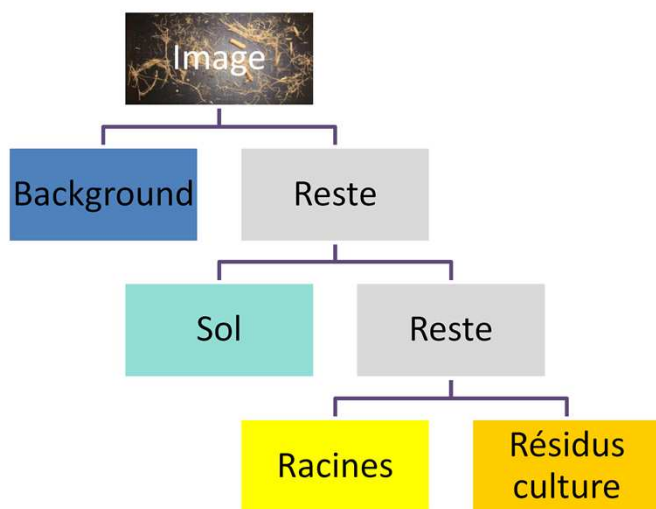 Image
Background
Reste
Sol
Reste
Racines
Résidus
culture